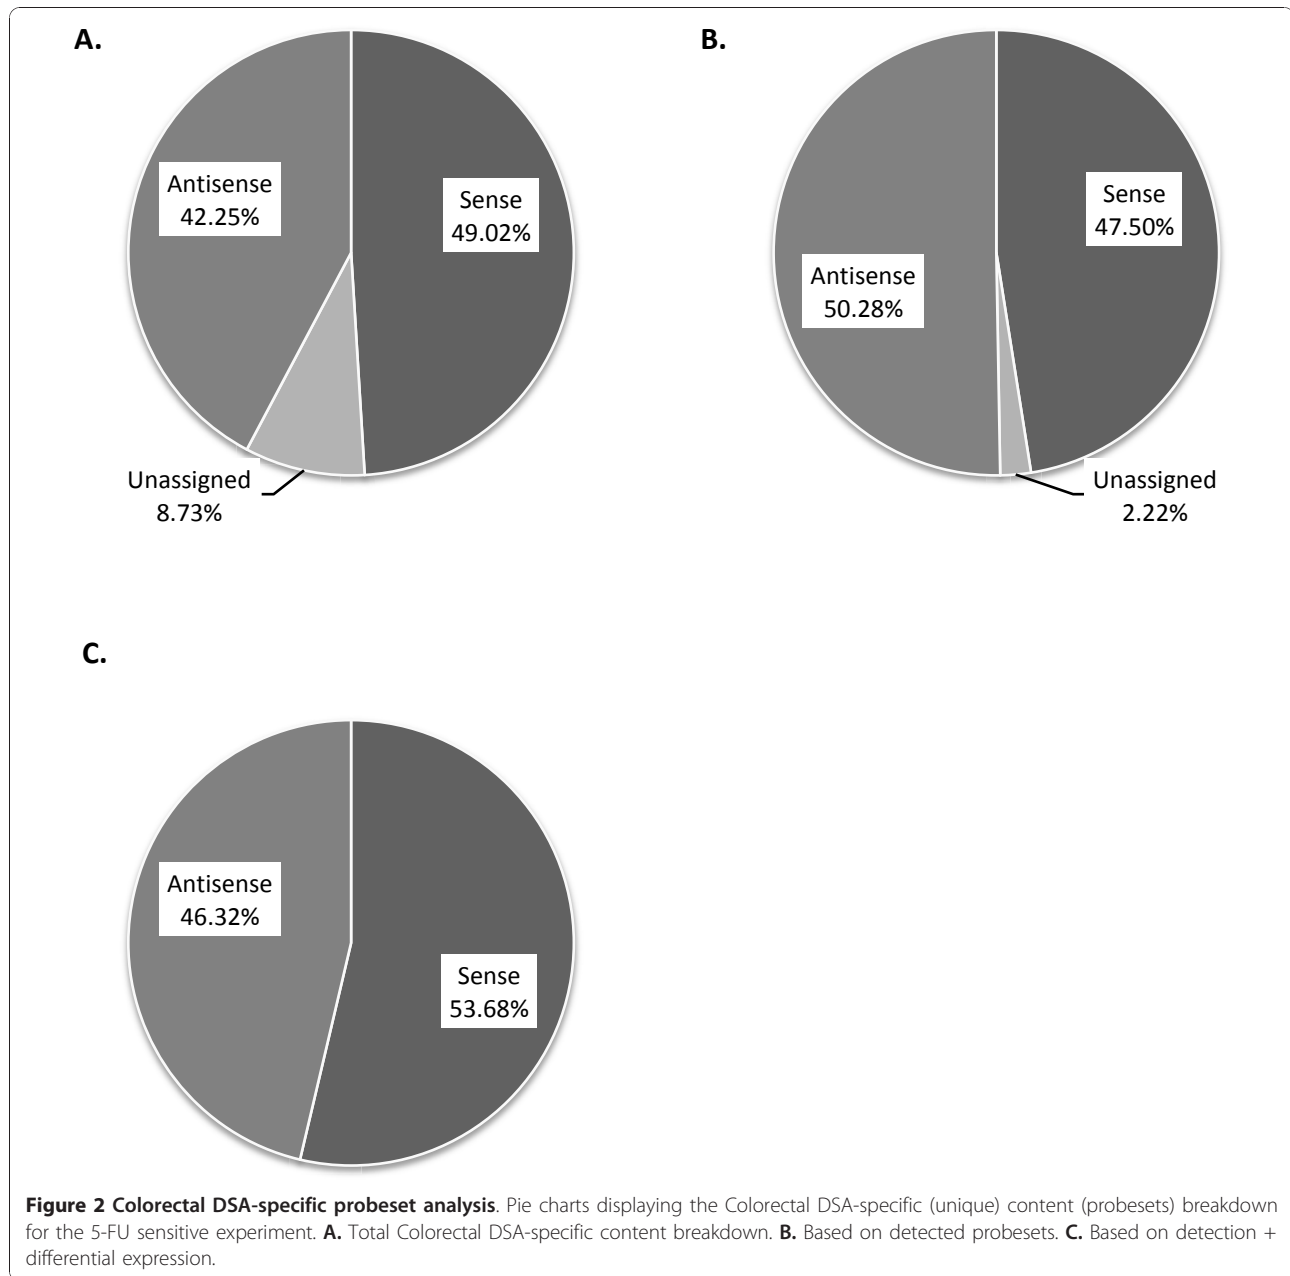 A.
Antisense
42.25%
Sense
49.02%
Unassigned
8.73%
B.
Sense
47.50%
Antisense
50.28%
Unassigned
2.22%
C.
Antisense
46.32%
Sense
53.68%
Figure 2 Colorectal DSA-specific probeset analysis. Pie charts displaying the Colorectal DSA-specific (unique) content (probesets) breakdown
for the 5-FU sensitive experiment. A. Total Colorectal DSA-specific content breakdown. B. Based on detected probesets. C. Based on detection +
differential expression.